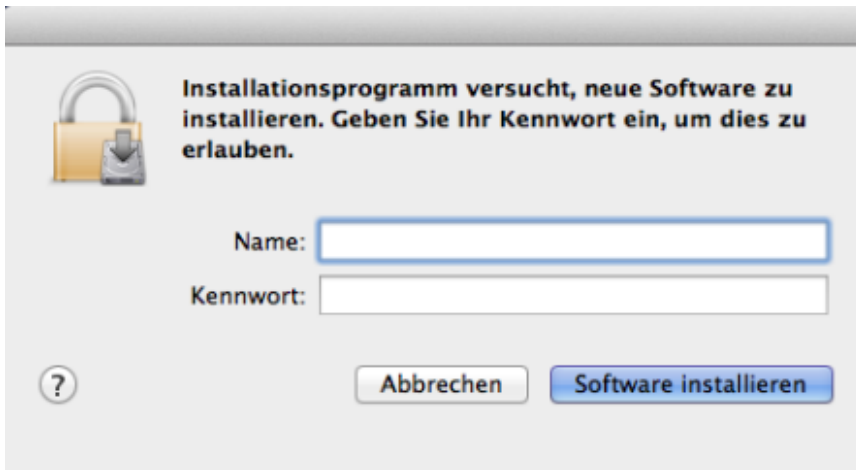 Installationsprogramm versucht, neue Software zu
installieren. Geben Sie Ihr Kennwort ein, um dies zu
erlauben.
Name:
Kennwort:
?
Abbrechen
Software installieren